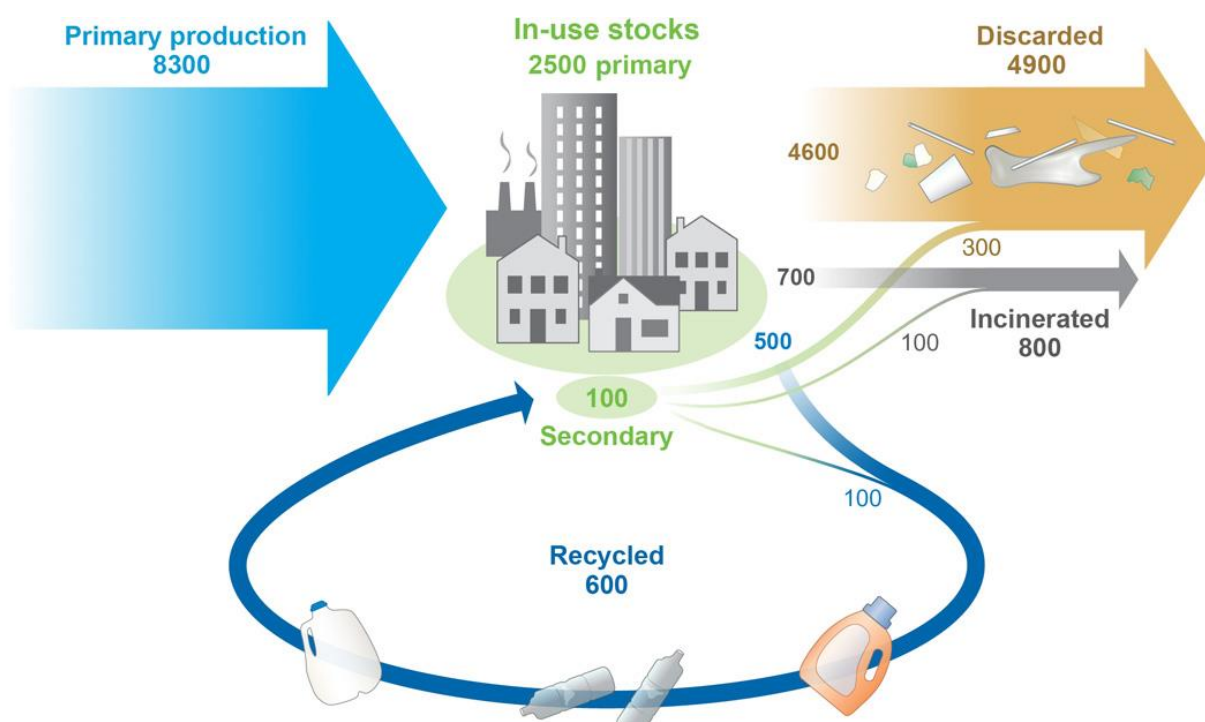 Primary production
8300
In-use stocks
2500 primary
Discarded
4900
4600
300
700
Incinerated
800
100
500
100
Secondary
100
Recycled
600